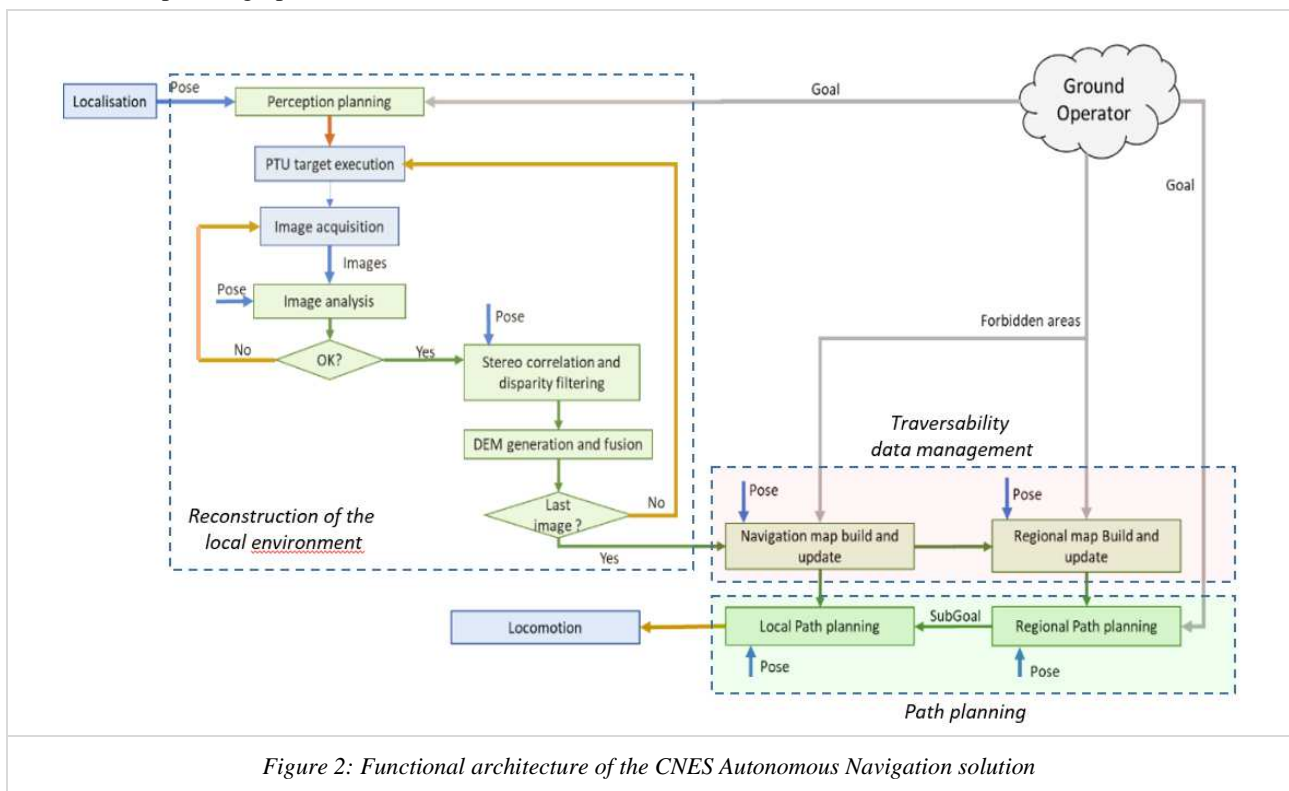 Localisation
Pose
Perception planning
Goal
Ground
Operator
PTU target execution
Goal
Image acquisition
Images
Pose
Image analysis
Pose
Forbidden areas
No
OK?
Yes
Stereo correlation and
disparity filtering
Traversability
data management
DEM generation and fusion
Pose
Pose
Last
image ?
No
Reconstruction of the
local environment
Navigation map build and
update
Regional map Build and
update
Yes
Locomotion
Local Path planning
SubGoal
Regional Path planning
Pose
Pose
Path planning
Figure 2: Functional architecture of the CNES Autonomous Navigation solution